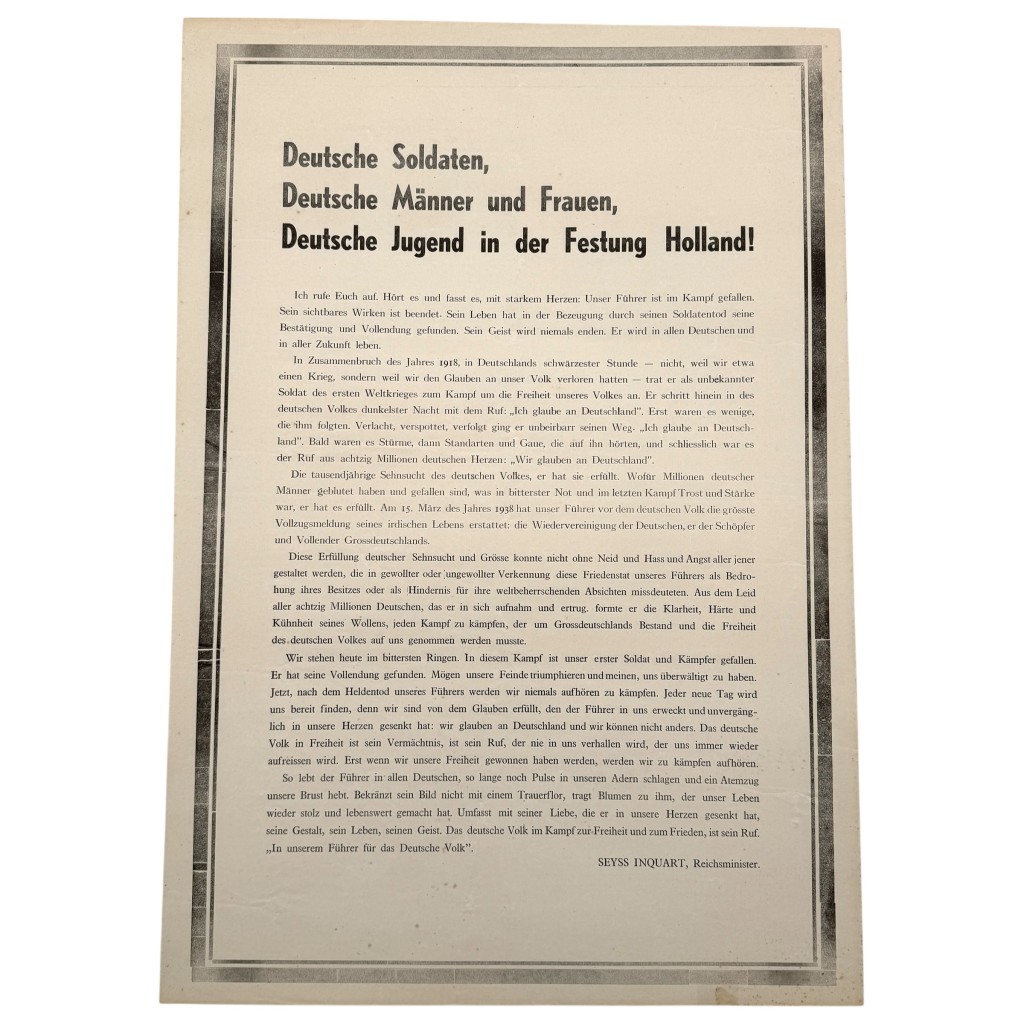 Deutsche Soldaten,
Deutsche Männer und Frauen,
Deutsche Jugend in der Festung Holland!
Ich rufe Euch auf. Hört es und fasst es, mit starkem Herzen: Unser Führer ist im Kampf gefallen.
Sein sichtbares Wirken ist beendet. Sein Leben hat in der Bezeugung durch seinen Soldatentod seine
Bestätigung und Vollendung gefunden. Sein Geist wird niemals enden. Er wird in allen Deutschen und
in aller Zukunft leben.
In Zusammenbruch des Jahres 1918, in Deutschlands schwärzester Stunde — nicht, weil wir etwa
einen Krieg, sondern weil wir den Glauben an unser Volk verloren hatten — trat er als unbekannter
Soldat des ersten Weltkrieges zum Kampf um die Freiheit unseres Volkes an. Er schritt hinein in des
deutschen Volkes dunkelster Nacht mit dem Ruf: „Ich glaube an Deutschland". Erst waren es wenige,
die ihm folgten. Verlacht, verspottet, verfolgt ging er unbeirbarr seinen Weg. „Ich glaube an Deutsch-
land". Bald waren es Stürme, dann Standarten und Gaue, die auf ihn hörten, und schliesslich war es
der Ruf aus achtzig Millionen deutschen Herzen: „Wir glauben an Deutschland".
Die tausendjährige Sehnsucht des deutschen Volkes, er hat sie erfüllt. Wofür Millionen deutscher
Männer geblutet haben und gefallen sind, was in bitterster Not und im letzten Kampf Trost und Stärke
war, er hat es erfüllt. Am 15. März des Jahres 1938 hat unser Führer vor dem deutschen Volk die grösste
Vollzugsmeldung seines irdischen Lebens erstattet: die Wiedervereinigung der Deutschen, er der Schöpfer
und Vollender Grossdeutschlands.
Diese Erfüllung deutscher Sehnsucht und Grösse konnte nicht ohne Neid und Hass und Angst aller jener
gestaltet werden, die in gewollter oder ungewollter Verkennung diese Friedenstat unseres Führers als Bedro-
hung ihres Besitzes oder als Hindernis für ihre weltbeherrschenden Absichten missdeuteten. Aus dem Leid
aller achtzig Millionen Deutschen, das er in sich aufnahm und ertrug. formte er die Klarheit, Härte und
Kühnheit seines Wollens, jeden Kampf zu kämpfen, der um Grossdeutschlands Bestand und die Freiheit
des deutschen Volkes auf uns genommen werden musste.
Wir stehen heute im bittersten Ringen. In diesem Kampf ist unser erster Soldat und Kämpfer gefallen.
Er hat seine Vollendung gefunden. Mögen unsere Feinde triumphieren und meinen, uns überwältigt zu haben.
Jetzt, nach dem Heldentod unseres Führers werden wir niemals aufhören zu kämpfen. Jeder neue Tag wird
uns bereit finden, denn wir sind von dem Glauben erfüllt, den der Führer in uns erweckt und unvergäng-
lich in unsere Herzen gesenkt hat: wir glauben an Deutschland und wir können nicht anders. Das deutsche
Volk in Freiheit ist sein Vermächtnis, ist sein Ruf, der nie in uns verhallen wird, der uns immer wieder
aufreissen wird. Erst wenn wir unsere Freiheit gewonnen haben werden, werden wir zu kämpfen aufhören.
So lebt der Führer in allen Deutschen, so lange noch Pulse in unseren Adern schlagen und ein Atemzug
unsere Brust hebt. Bekränzt sein Bild nicht mit einem Trauerflor, tragt Blumen zu ihm, der unser Leben
wieder stolz und lebenswert gemacht hat. Umfasst mit seiner Liebe, die er in unsere Herzen gesenkt hat,
seine Gestalt, sein Leben, seinen Geist. Das deutsche Volk im Kampf zur Freiheit und zum Frieden, ist sein Ruf.
„In unserem Führer für das Deutsche Volk".
SEYSS INQUART, Reichsminister.